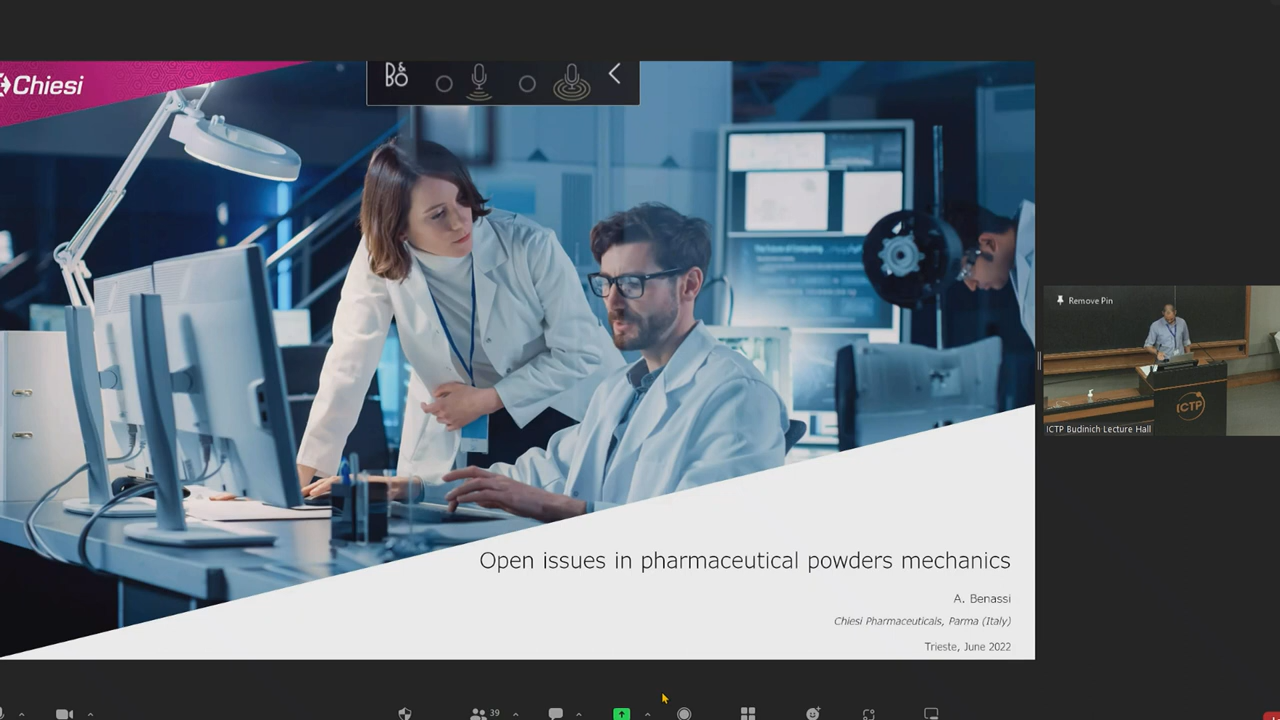 Chiesi
B&
BO
Remove Pin
ICTP
ICTP Budinich Lecture Hall
Open issues in pharmaceutical powders mechanics
A. Benassi
Chiesi Pharmaceuticals, Parma (Italy)
Trieste, June 2022
39